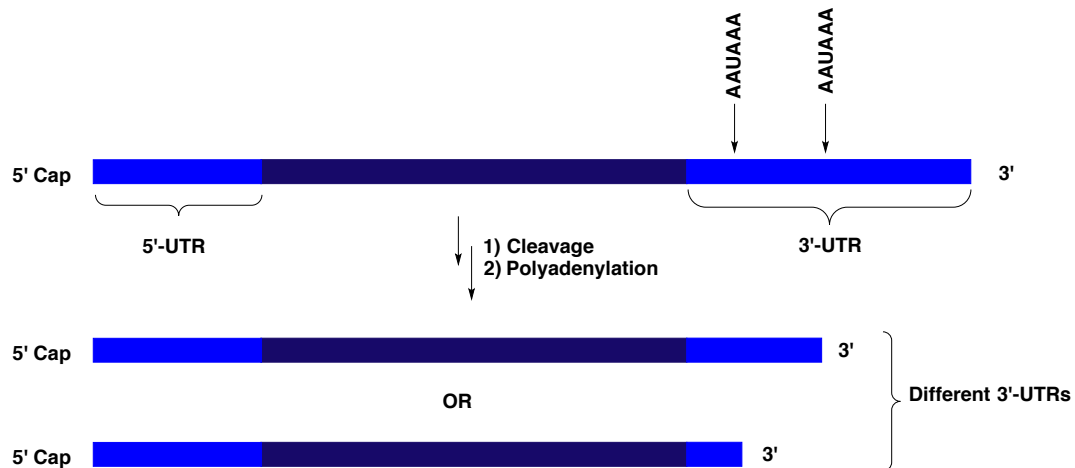 AAUAAA
AAUAAA
5' Cap
3'
5'-UTR
3'-UTR
1) Cleavage
2) Polyadenylation
5' Cap
3'
OR
Different 3'-UTRs
5' Cap
3'